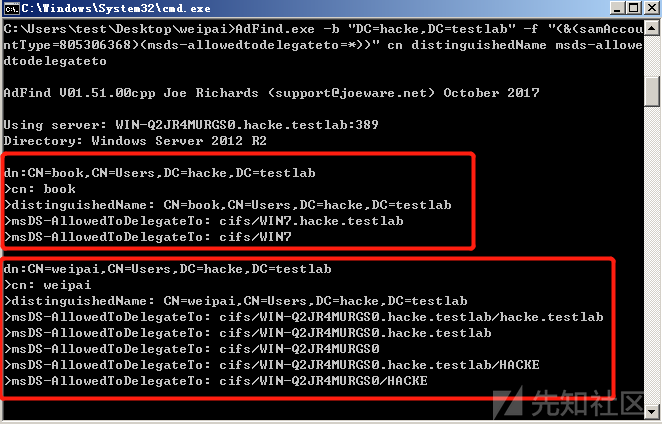 C:\Windows\System32\cmd.exe
C:\Users\test\Desktop\weipai>AdFind.exe -b "DC=hacke,DC=testlab" -f "(&(samAccou
ntType=805306368)(msds-allowedtodelegateto=*))" cn distinguishedName msds-allowe
dtodelegateto
AdFind V01.51.00cpp Joe Richards (support@joeware.net) October 2017
Using server: WIN-Q2JR4MURGS0.hacke.testlab:389
Directory: Windows Server 2012 R2
dn:CN=book,CN=Users,DC=hacke,DC=testlab
>cn: book
>distinguishedName: CN=book,CN=Users,DC=hacke,DC=testlab
>msDS-AllowedToDelegateTo: cifs/WIN7.hacke.testlab
>msDS-AllowedToDelegateTo: cifs/WIN7
dn:CN=weipai,CN=Users,DC=hacke,DC=testlab
>cn: weipai
>distinguishedName: CN=weipai,CN=Users,DC=hacke,DC=testlab
>msDS-AllowedToDelegateTo: cifs/WIN-Q2JR4MURGS0.hacke.testlab/hacke.testlab
>msDS-AllowedToDelegateTo: cifs/WIN-Q2JR4MURGS0.hacke.testlab
>msDS-AllowedToDelegateTo: cifs/WIN-Q2JR4MURGS0
>msDS-AllowedToDelegateTo: cifs/WIN-Q2JR4MURGS0.hacke.testlab/HACKE
>msDS-AllowedToDelegateTo: cifs/WIN-Q2JR4MURGS0/HACKE
先知社区